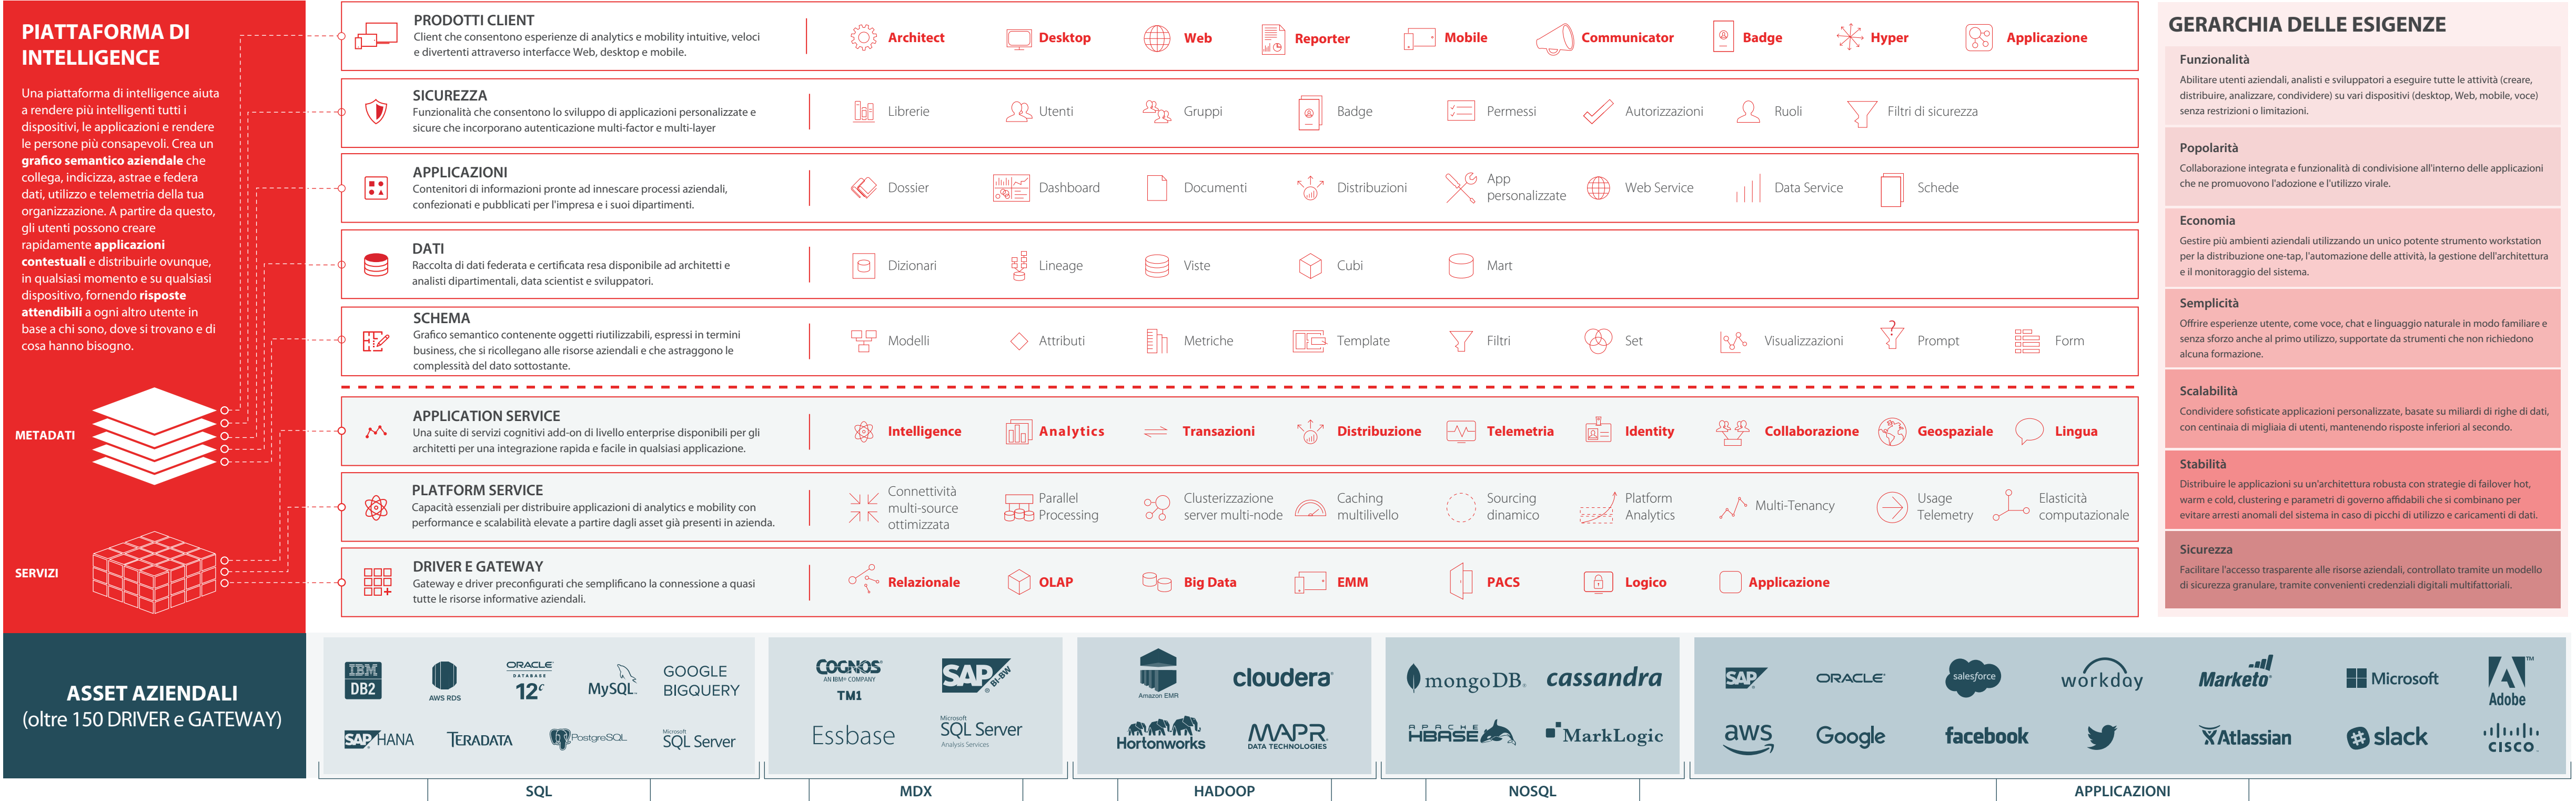 PIATTAFORMA DI
INTELLIGENCE
Una piattaforma di intelligence aiuta
a rendere più intelligenti tutti i
dispositivi, le applicazioni e rendere
le persone più consapevoli. Crea un
grafico semantico aziendale che
collega, indicizza, astrae e federa
dati, utilizzo e telemetria della tua
organizzazione. A partire da questo,
gli utenti possono creare
rapidamente applicazioni
contestuali e distribuirle ovunque,
in qualsiasi momento e su qualsiasi
dispositivo, fornendo risposte
attendibili a ogni altro utente in
base a chi sono, dove si trovano e di
cosa hanno bisogno.
METADATI
SERVIZI
PRODOTTI CLIENT
Client che consentono esperienze di analytics e mobility intuitive, veloci
e divertenti attraverso interfacce Web, desktop e mobile.
Architect
Desktop
Web
Reporter
Mobile
Communicator
Badge
Hyper
Applicazione
SICUREZZA
Funzionalità che consentono lo sviluppo di applicazioni personalizzate e
sicure che incorporano autenticazione multi-factor e multi-layer
Librerie
Utenti
Gruppi
Badge
Permessi
Autorizzazioni
Ruoli
Filtri di sicurezza
APPLICAZIONI
Contenitori di informazioni pronte ad innescare processi aziendali,
confezionati e pubblicati per l'impresa e i suoi dipartimenti.
Dossier
Dashboard
Documenti
Distribuzioni
App
personalizzate
Web Service
Data Service
Schede
DATI
Raccolta di dati federata e certificata resa disponibile ad architetti e
analisti dipartimentali, data scientist e sviluppatori.
Dizionari
Lineage
Viste
Cubi
Mart
SCHEMA
Grafico semantico contenente oggetti riutilizzabili, espressi in termini
business, che si ricollegano alle risorse aziendali e che astraggono le
complessità del dato sottostante.
Modelli
Attributi
Metriche
Template
Filtri
Set
Visualizzazioni
Prompt
Form
APPLICATION SERVICE
Una suite di servizi cognitivi add-on di livello enterprise disponibili per gli
architetti per una integrazione rapida e facile in qualsiasi applicazione.
Intelligence
Analytics
Transazioni
Distribuzione
Telemetria
Identity
Collaborazione
Geospaziale
Lingua
PLATFORM SERVICE
Capacità essenziali per distribuire applicazioni di analytics e mobility con
performance e scalabilità elevate a partire dagli asset già presenti in azienda.
Connettività
multi-source
ottimizzata
Parallel
Processing
Clusterizzazione
server multi-node
Caching
multilivello
Sourcing
dinamico
Platform
Analytics
Multi-Tenancy
Usage
Telemetry
Elasticità
computazionale
DRIVER E GATEWAY
Gateway e driver preconfigurati che semplificano la connessione a quasi
tutte le risorse informative aziendali.
Relazionale
OLAP
Big Data
EMM
PACS
Logico
Applicazione
GERARCHIA DELLE ESIGENZE
Funzionalità
Abilitare utenti aziendali, analisti e sviluppatori a eseguire tutte le attività (creare,
distribuire, analizzare, condividere) su vari dispositivi (desktop, Web, mobile, voce)
senza restrizioni o limitazioni.
Popolarità
Collaborazione integrata e funzionalità di condivisione all'interno delle applicazioni
che ne promuovono l'adozione e l'utilizzo virale.
Economia
Gestire più ambienti aziendali utilizzando un unico potente strumento workstation
per la distribuzione one-tap, l'automazione delle attività, la gestione dell'architettura
e il monitoraggio del sistema.
Semplicità
Offrire esperienze utente, come voce, chat e linguaggio naturale in modo familiare e
senza sforzo anche al primo utilizzo, supportate da strumenti che non richiedono
alcuna formazione.
Scalabilità
Condividere sofisticate applicazioni personalizzate, basate su miliardi di righe di dati,
con centinaia di migliaia di utenti, mantenendo risposte inferiori al secondo.
Stabilità
Distribuire le applicazioni su un'architettura robusta con strategie di failover hot,
warm e cold, clustering e parametri di governo affidabili che si combinano per
evitare arresti anomali del sistema in caso di picchi di utilizzo e caricamenti di dati.
Sicurezza
Facilitare l'accesso trasparente alle risorse aziendali, controllato tramite un modello
di sicurezza granulare, tramite convenienti credenziali digitali multifattoriali.
ASSET AZIENDALI
(oltre 150 DRIVER e GATEWAY)
IBM
DB2
AWS RDS
ORACLE
DATABASE
12c
MySQL
GOOGLE
BIGQUERY
SAP HANA
TERADATA
PostgreSQL
Microsoft
SQL Server
SQL
COGNOS
AN IBM COMPANY
TM1
SAP BI-BW
Essbase
Microsoft
SQL Server
Analysis Services
MDX
Amazon EMR
cloudera
Hortonworks
MAPR
DATA TECHNOLOGIES
HADOOP
mongoDB
cassandra
APACHE
HBASE
MarkLogic
NOSQL
SAP
ORACLE
salesforce
workday
Marketo
Microsoft
Adobe™
aws
Google
facebook
Atlassian
slack
CISCO
APPLICAZIONI